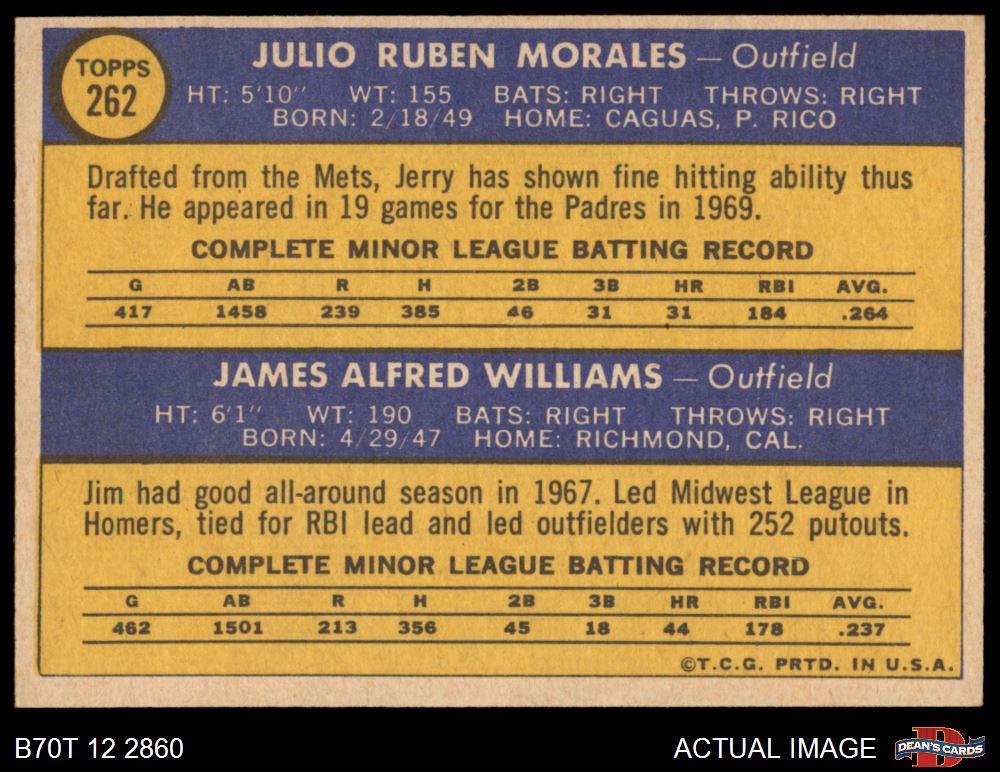 TOPPS
262
JULIO RUBEN MORALES — Outfield
HT: 5'10" WT: 155 BATS: RIGHT THROWS: RIGHT
BORN: 2/18/49 HOME: CAGUAS, P. RICO
Drafted from the Mets, Jerry has shown fine hitting ability thus
far. He appeared in 19 games for the Padres in 1969.
COMPLETE MINOR LEAGUE BATTING RECORD
G AB R H 2B 3B HR RBI AVG.
417 1458 239 385 46 31 31 184 .264
JAMES ALFRED WILLIAMS — Outfield
HT: 6'1" WT: 190 BATS: RIGHT THROWS: RIGHT
BORN: 4/29/47 HOME: RICHMOND, CAL.
Jim had good all-around season in 1967. Led Midwest League in
Homers, tied for RBI lead and led outfielders with 252 putouts.
COMPLETE MINOR LEAGUE BATTING RECORD
G AB R H 2B 3B HR RBI AVG.
462 1501 213 356 45 18 44 178 .237
©T.C.G. PRTD. IN U.S.A.
B70T 12 2860 ACTUAL IMAGE
D
DEAN'S CARDS